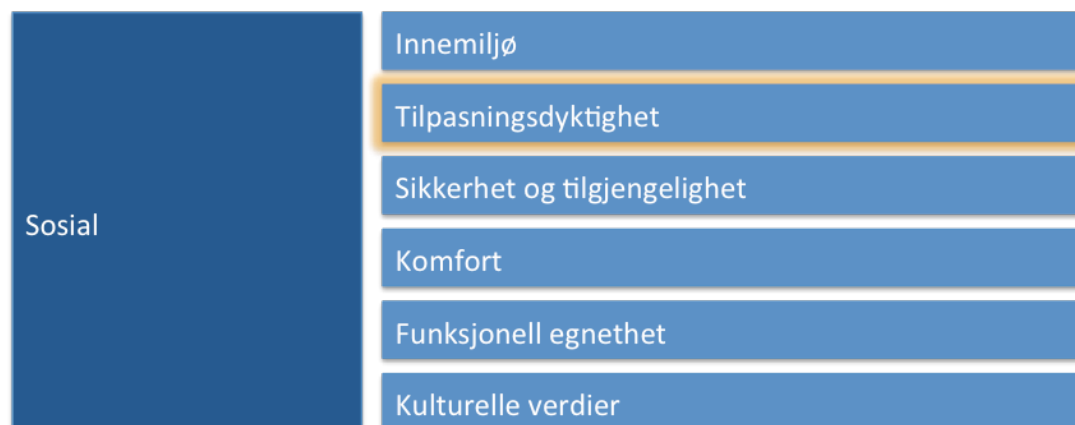 Sosial
Innemiljø
Tilpasningsdyktighet
Sikkerhet og tilgjengelighet
Komfort
Funksjonell egnethet
Kulturelle verdier